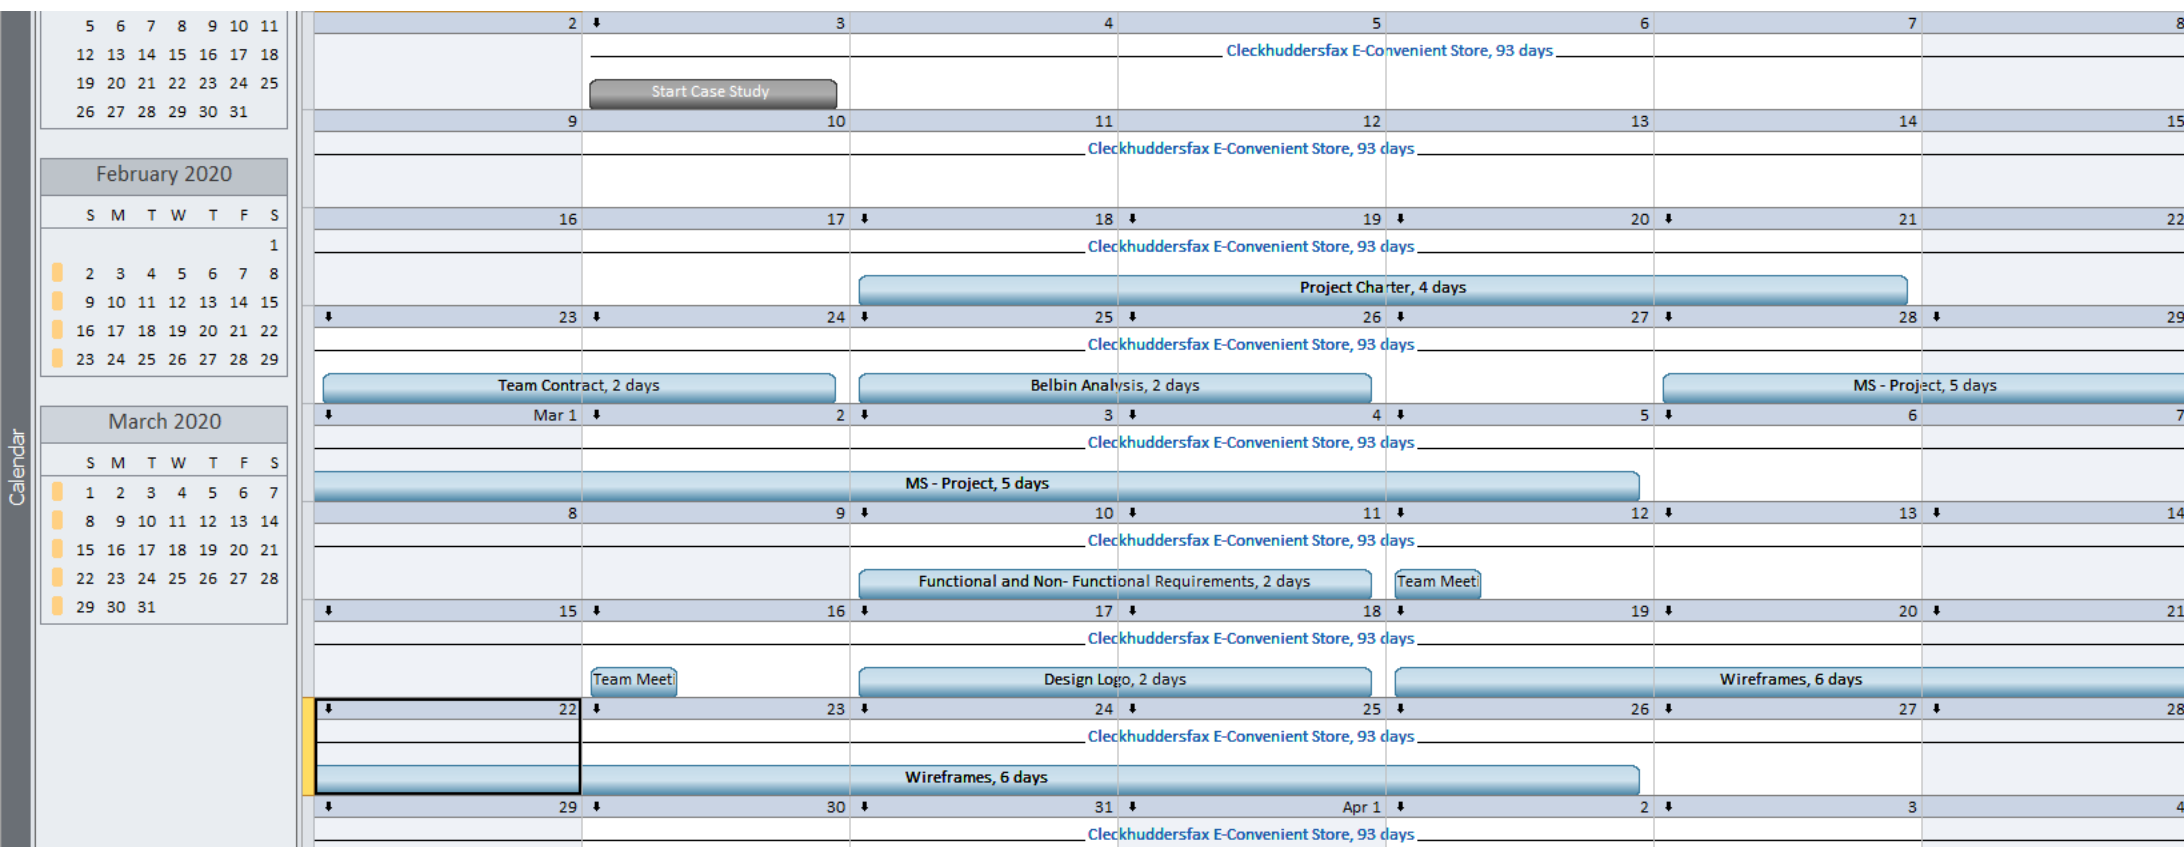 Calendar
5 6 7 8 9 10 11
12 13 14 15 16 17 18
19 20 21 22 23 24 25
26 27 28 29 30 31
February 2020
S M T W T F S
1
2 3 4 5 6 7 8
9 10 11 12 13 14 15
16 17 18 19 20 21 22
23 24 25 26 27 28 29
March 2020
S M T W T F S
1 2 3 4 5 6 7
8 9 10 11 12 13 14
15 16 17 18 19 20 21
22 23 24 25 26 27 28
29 30 31
2 3 4 5 6 7 8
Cleckhuddersfax E-Convenient Store, 93 days
Start Case Study
9 10 11 12 13 14 15
Cleckhuddersfax E-Convenient Store, 93 days
16 17 18 19 20 21 22
Cleckhuddersfax E-Convenient Store, 93 days
Project Charter, 4 days
23 24 25 26 27 28 29
Cleckhuddersfax E-Convenient Store, 93 days
Team Contract, 2 days Belbin Analysis, 2 days MS - Project, 5 days
Mar 1 2 3 4 5 6 7
Cleckhuddersfax E-Convenient Store, 93 days
MS - Project, 5 days
8 9 10 11 12 13 14
Cleckhuddersfax E-Convenient Store, 93 days
Functional and Non- Functional Requirements, 2 days Team Meeti
15 16 17 18 19 20 21
Cleckhuddersfax E-Convenient Store, 93 days
Team Meeti Design Logo, 2 days Wireframes, 6 days
22 23 24 25 26 27 28
Cleckhuddersfax E-Convenient Store, 93 days
Wireframes, 6 days
29 30 31 Apr 1 2 3 4
Cleckhuddersfax E-Convenient Store, 93 days